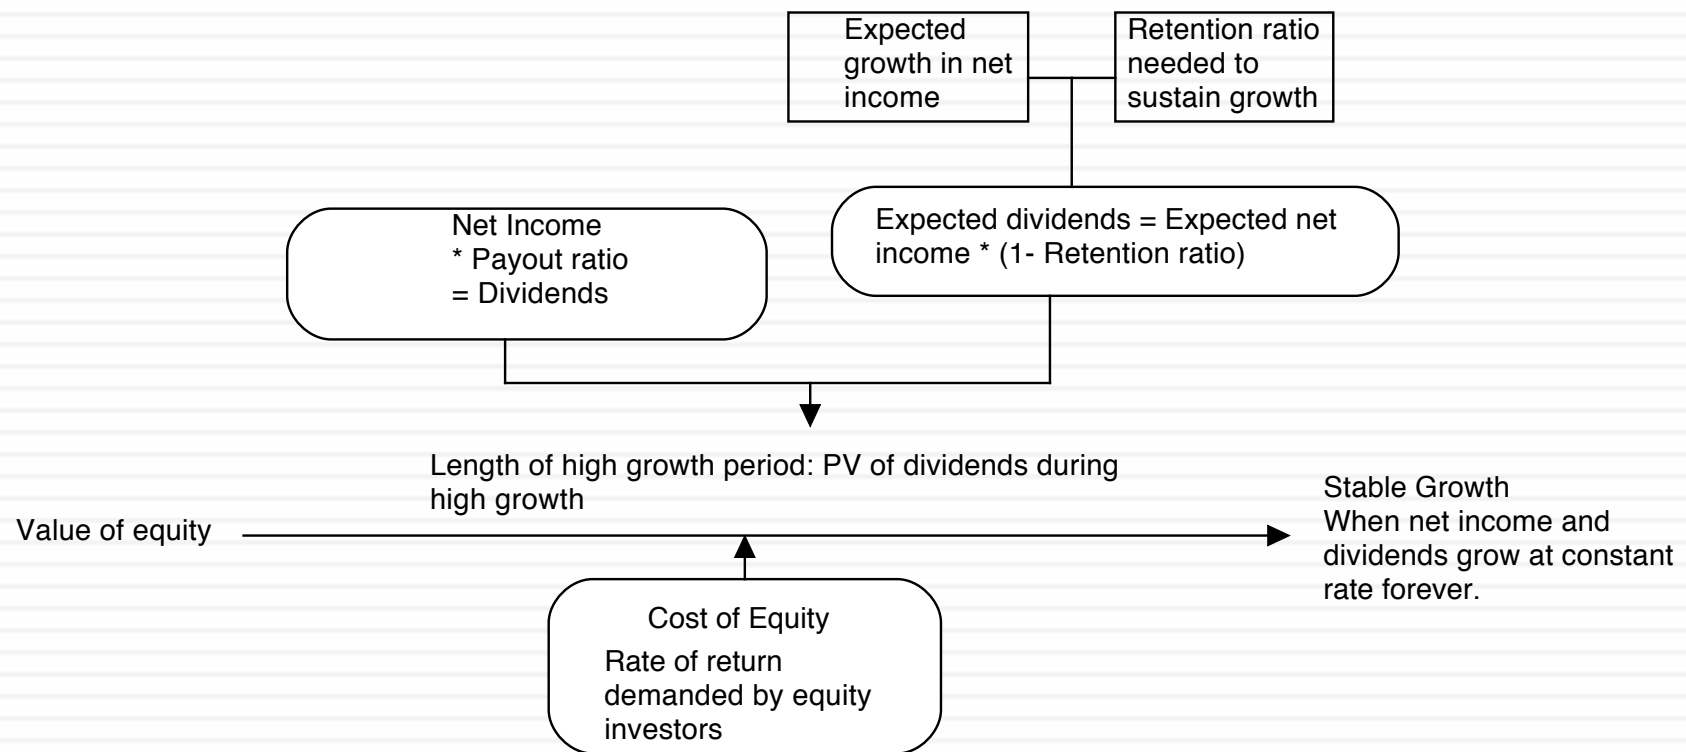 Expected
growth in net
income
Retention ratio
needed to
sustain growth
Net Income
* Payout ratio
= Dividends
Expected dividends = Expected net
income * (1- Retention ratio)
Length of high growth period: PV of dividends during
high growth
Value of equity
Stable Growth
When net income and
dividends grow at constant
rate forever.
Cost of Equity
Rate of return
demanded by equity
investors